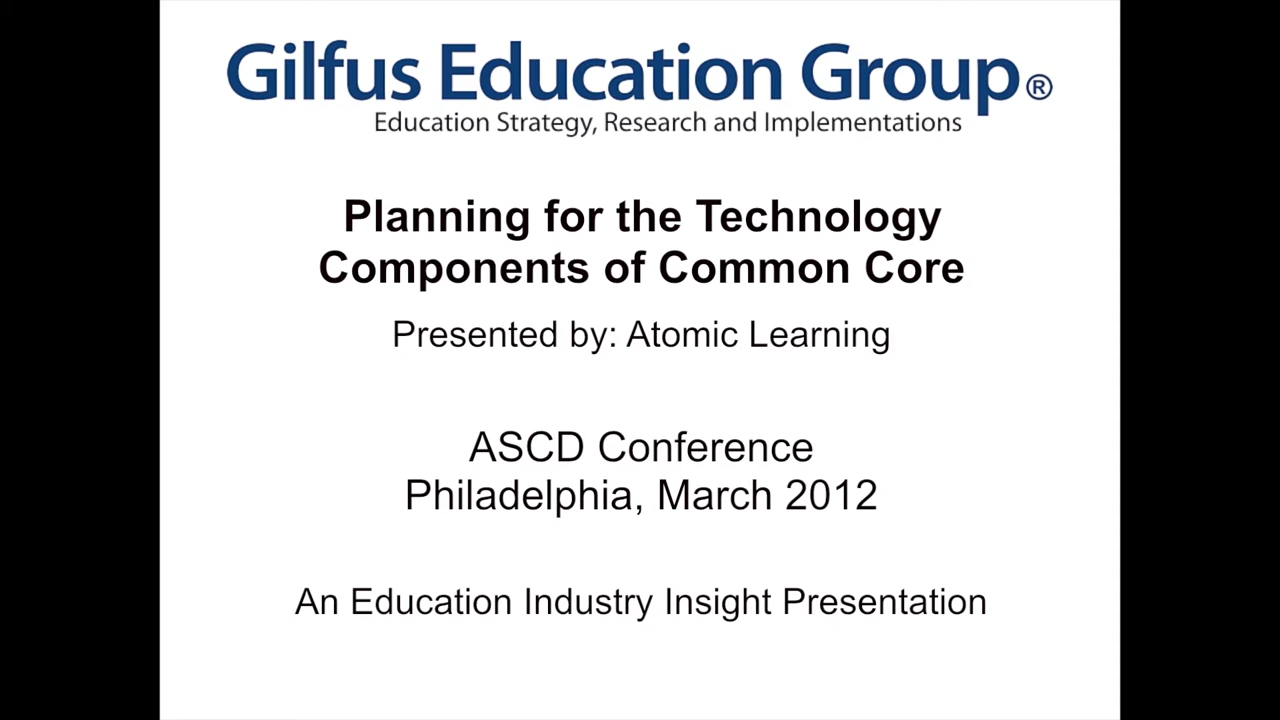 Gilfus Education Group®
Education Strategy, Research and Implementations
Planning for the Technology
Components of Common Core
Presented by: Atomic Learning
ASCD Conference
Philadelphia, March 2012
An Education Industry Insight Presentation